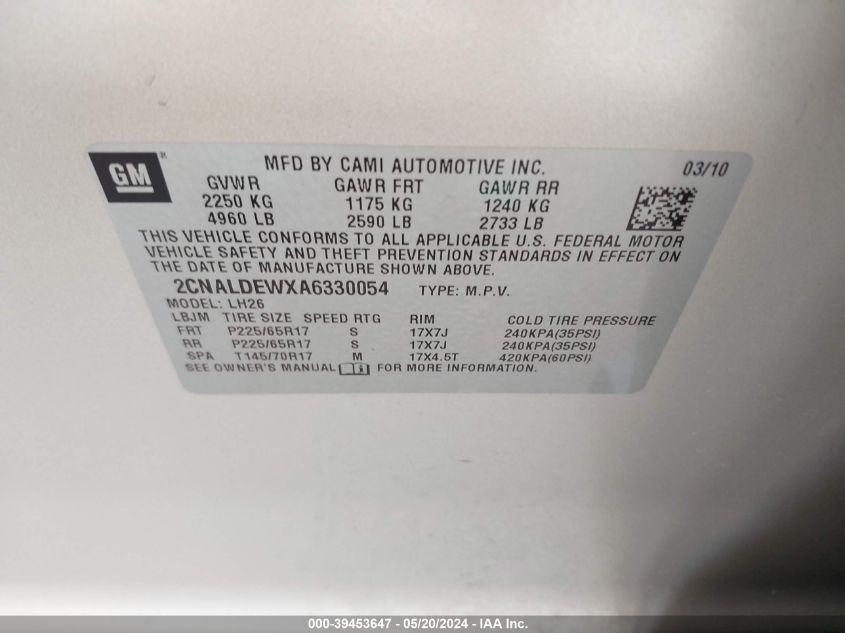 GM ®
MFD BY CAMI AUTOMOTIVE INC. 03/10
GVWR GAWR FRT GAWR RR
2250 KG 1175 KG 1240 KG
4960 LB 2590 LB 2733 LB
THIS VEHICLE CONFORMS TO ALL APPLICABLE U.S. FEDERAL MOTOR
VEHICLE SAFETY AND THEFT PREVENTION STANDARDS IN EFFECT ON
THE DATE OF MANUFACTURE SHOWN ABOVE.
2CNALDEWXA6330054 TYPE: M.P.V.
MODEL: LH26
LBJM TIRE SIZE SPEED RTG RIM COLD TIRE PRESSURE
FRT P225/65R17 S 17X7J 240KPA(35PSI)
RR P225/65R17 S 17X7J 240KPA(35PSI)
SPA T145/70R17 M 17X4.5T 420KPA(60PSI)
SEE OWNER'S MANUAL i FOR MORE INFORMATION.
000-39453647 - 05/20/2024 - IAA Inc.